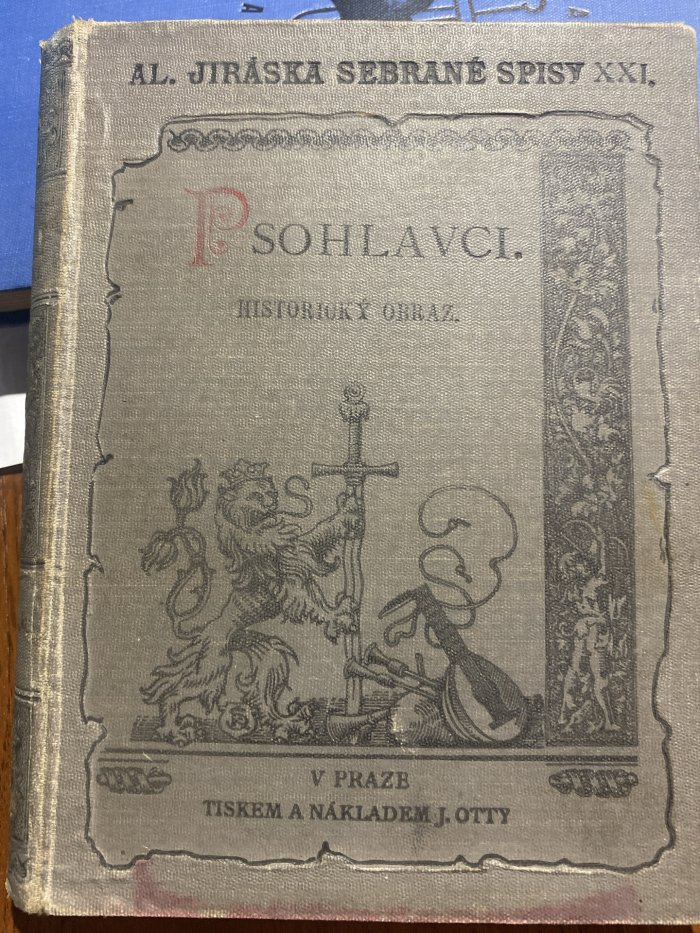 AL. JIRÁSKA SEBRANÉ SPISY XXI.
PSOHLAVCI.
HISTORICKÝ OBRAZ.
V PRAZE
TISKEM A NÁKLADEM J. OTTY